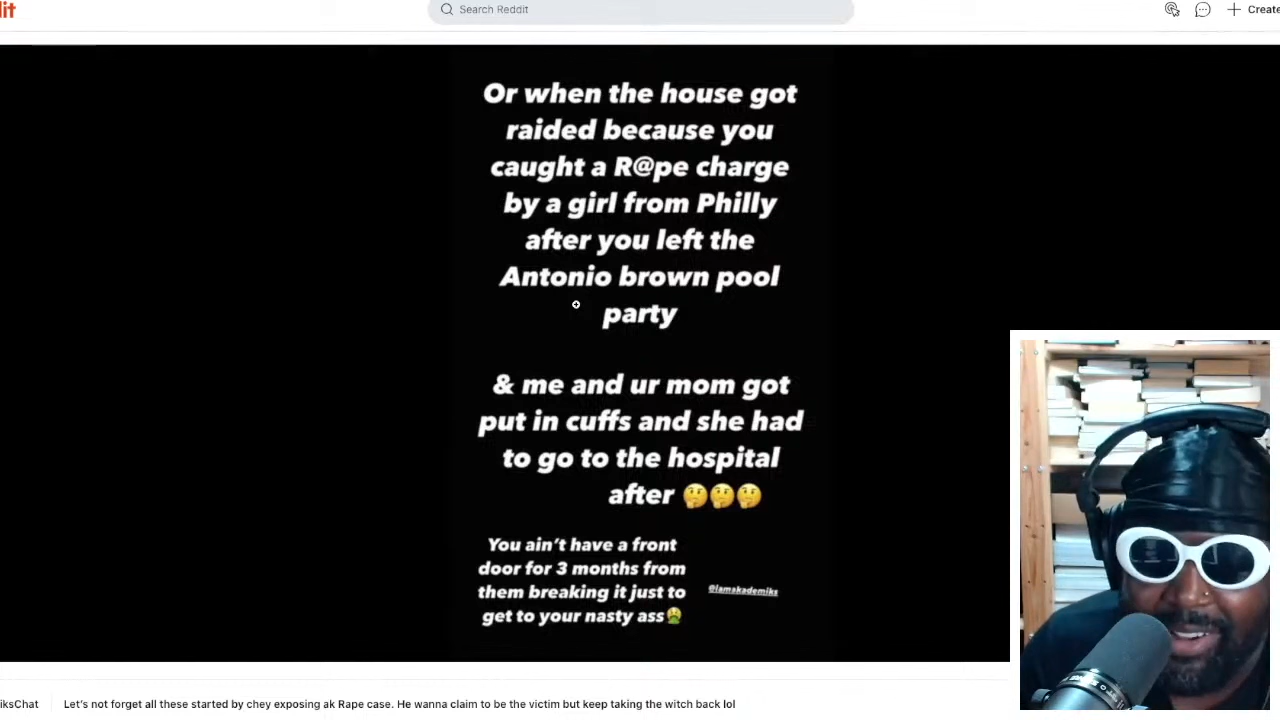 it
Search Reddit
Create
Or when the house got
raided because you
caught a R@pe charge
by a girl from Philly
after you left the
Antonio brown pool
party
& me and ur mom got
put in cuffs and she had
to go to the hospital
after 🤔🤔🤔
You ain't have a front
door for 3 months from
them breaking it just to
get to your nasty ass🤮
@iamakademiks
iksChat
Let's not forget all these started by chey exposing ak Rape case. He wanna claim to be the victim but keep taking the witch back lol